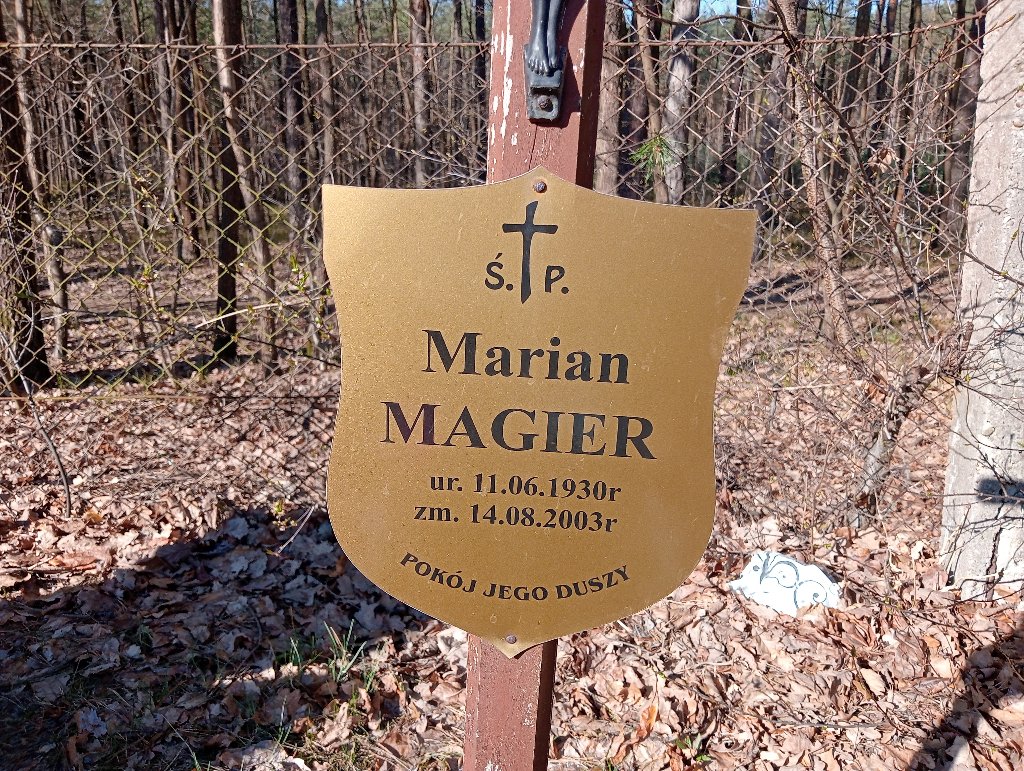 Ś. P.
Marian
MAGIER
ur. 11.06.1930r
zm. 14.08.2003r
POKÓJ JEGO DUSZY